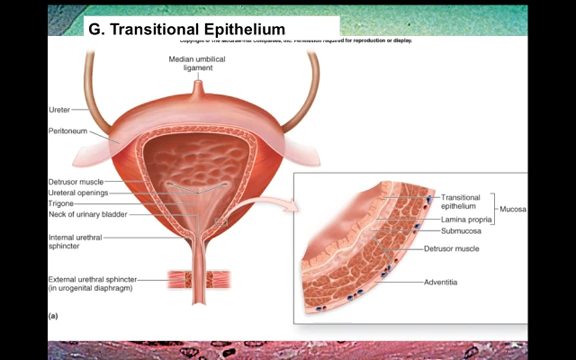 G. Transitional Epithelium
Median umbilical
ligament
Ureter
Peritoneum
Detrusor muscle
Ureteral openings
Trigone
Neck of urinary bladder
Internal urethral
sphincter
External urethral sphincter
(in urogenital diaphragm)
(a)
Transitional
epithelium
Lamina propria
Mucosa
Submucosa
Detrusor muscle
Adventitia